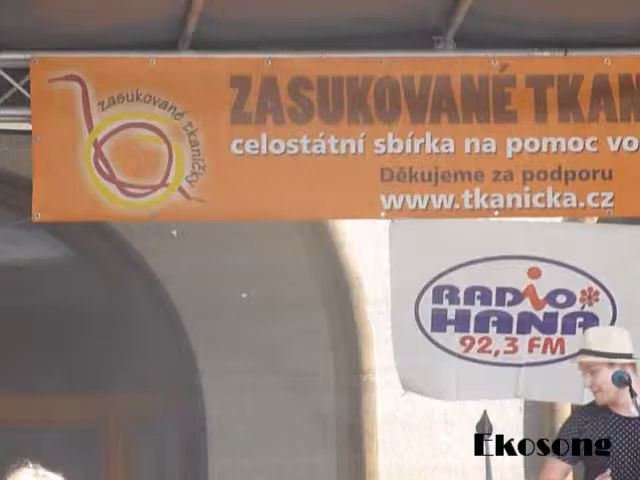 zasukované tkaničky
ZASUKOVANÉ TKAN
celostátní sbírka na pomoc vo
Děkujeme za podporu
www.tkanicka.cz
RADIO
HANÁ
92,3 FM
Ekosong